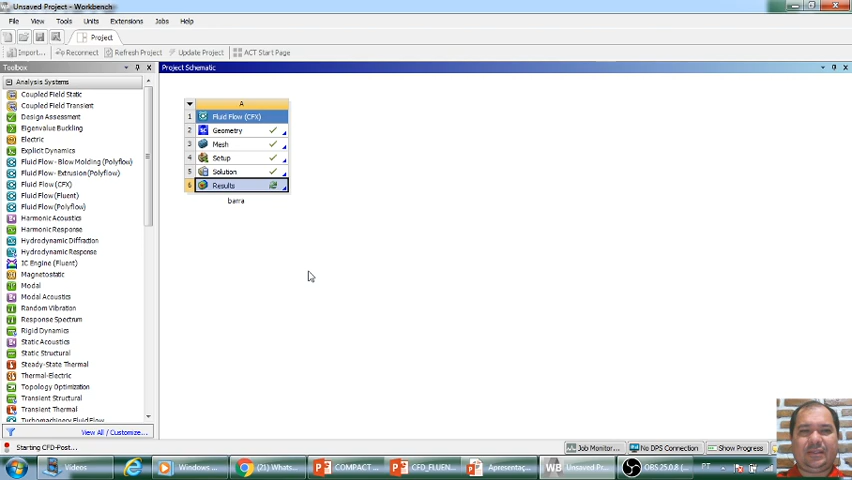 Unsaved Project - Workbench
File View Tools Units Extensions Jobs Help
Project
Import... Reconnect Refresh Project Update Project ACT Start Page
Toolbox
Project Schematic
Analysis Systems
Coupled Field Static
Coupled Field Transient
Design Assessment
Eigenvalue Buckling
Electric
Explicit Dynamics
Fluid Flow - Blow Molding (Polyflow)
Fluid Flow - Extrusion (Polyflow)
Fluid Flow (CFX)
Fluid Flow (Fluent)
Fluid Flow (Polyflow)
Harmonic Acoustics
Harmonic Response
Hydrodynamic Diffraction
Hydrodynamic Response
IC Engine (Fluent)
Magnetostatic
Modal
Modal Acoustics
Random Vibration
Response Spectrum
Rigid Dynamics
Static Acoustics
Static Structural
Steady-State Thermal
Thermal-Electric
Topology Optimization
Transient Structural
Transient Thermal
Turbomachinery Fluid Flow
View All / Customize...
A
1 Fluid Flow (CFX)
2 Geometry
3 Mesh
4 Setup
5 Solution
6 Results
barra
Starting CFD-Post...
Job Monitor... No DPS Connection Show Progress
Vídeos Windows ... (21) Whats... COMPACT ... CFD_FLUEN... Apresentaç... Unsaved Pr... OBS 25.0.8 (... PT